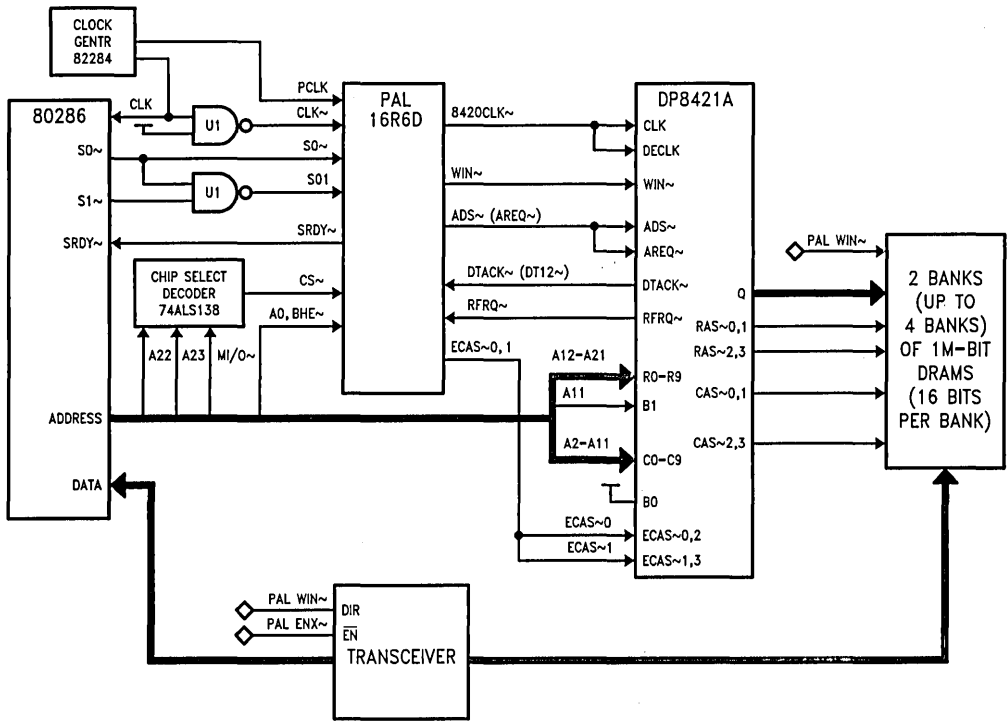 CLOCK
GENTR
82284
80286
CLK
S0~
S1~
SRDY~
ADDRESS
DATA
U1
U1
PCLK
CLK~
S0~
S01
SRDY~
CHIP SELECT
DECODER
74ALS138
CS~
A0, BHE~
A22
A23
MI/O~
PAL
16R6D
8420CLK~
WIN~
ADS~ (AREQ~)
DTACK~ (DT12~)
RFRQ~
ECAS~0, 1
A12-A21
A11
A2-A11
ECAS~0
ECAS~1
DP8421A
CLK
DECLK
WIN~
ADS~
AREQ~
DTACK~
RFRQ~
R0-R9
B1
C0-C9
B0
ECAS~0,2
ECAS~1,3
Q
RAS~0,1
RAS~2,3
CAS~0,1
CAS~2,3
PAL WIN~
2 BANKS
(UP TO
4 BANKS)
OF 1M-BIT
DRAMS
(16 BITS
PER BANK)
PAL WIN~
PAL ENX~
DIR
EN
TRANSCEIVER